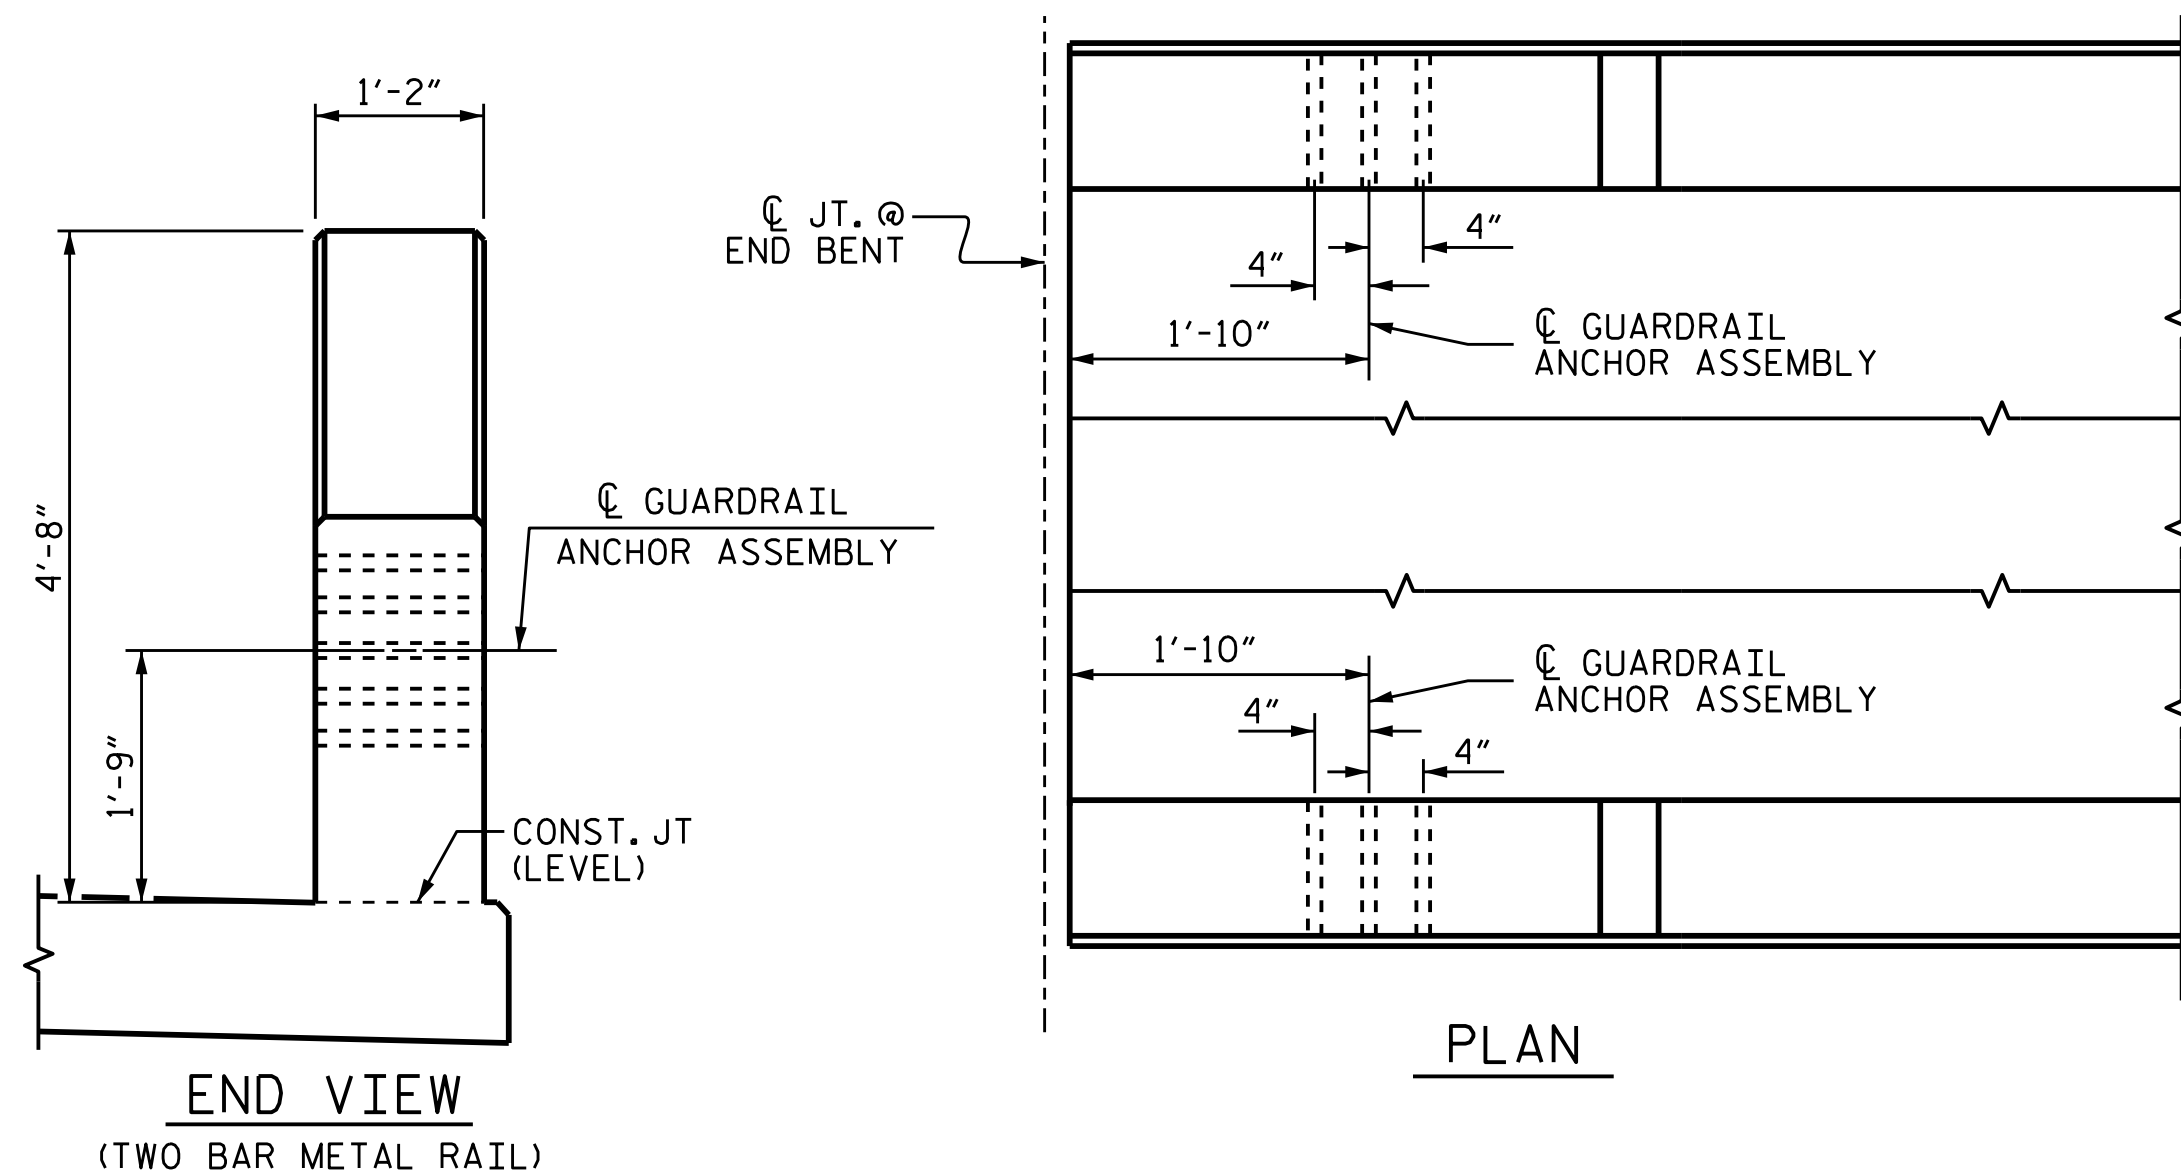 1'-2"
4'-8"
1'-9"
℄ GUARDRAIL
ANCHOR ASSEMBLY
CONST. JT
(LEVEL)
END VIEW
(TWO BAR METAL RAIL)
℄ JT. @
END BENT
4"
4"
1'-10"
℄ GUARDRAIL
ANCHOR ASSEMBLY
1'-10"
℄ GUARDRAIL
ANCHOR ASSEMBLY
4"
4"
PLAN